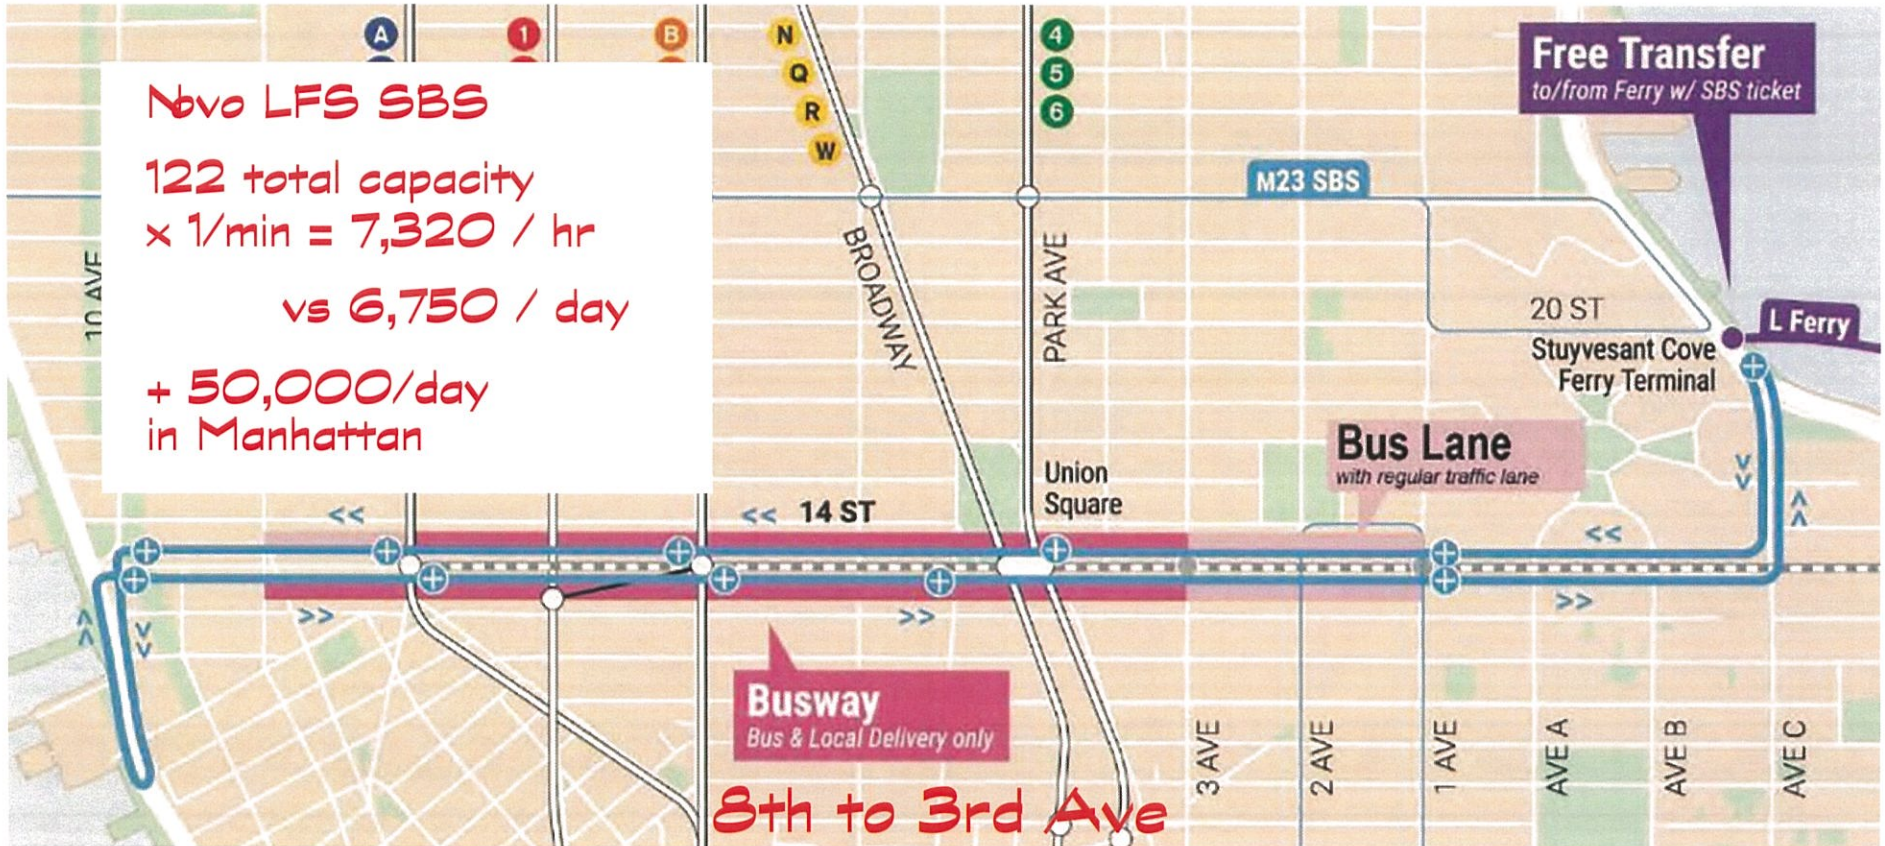 A
1
B
N
Q
R
W
4
5
6
Free Transfer
to/from Ferry w/ SBS ticket
Novo LFS SBS
122 total capacity
x 1/min = 7,320 / hr
vs 6,750 / day
+ 50,000/day
in Manhattan
M23 SBS
10 AVE
BROADWAY
PARK AVE
20 ST
L Ferry
Stuyvesant Cove
Ferry Terminal
Bus Lane
with regular traffic lane
Union
Square
<< 14 ST
<<
<<
>>
>>
>>
<<
>>
>>
<<
>>
Busway
Bus & Local Delivery only
3 AVE
2 AVE
1 AVE
AVE A
AVE B
AVE C
8th to 3rd Ave